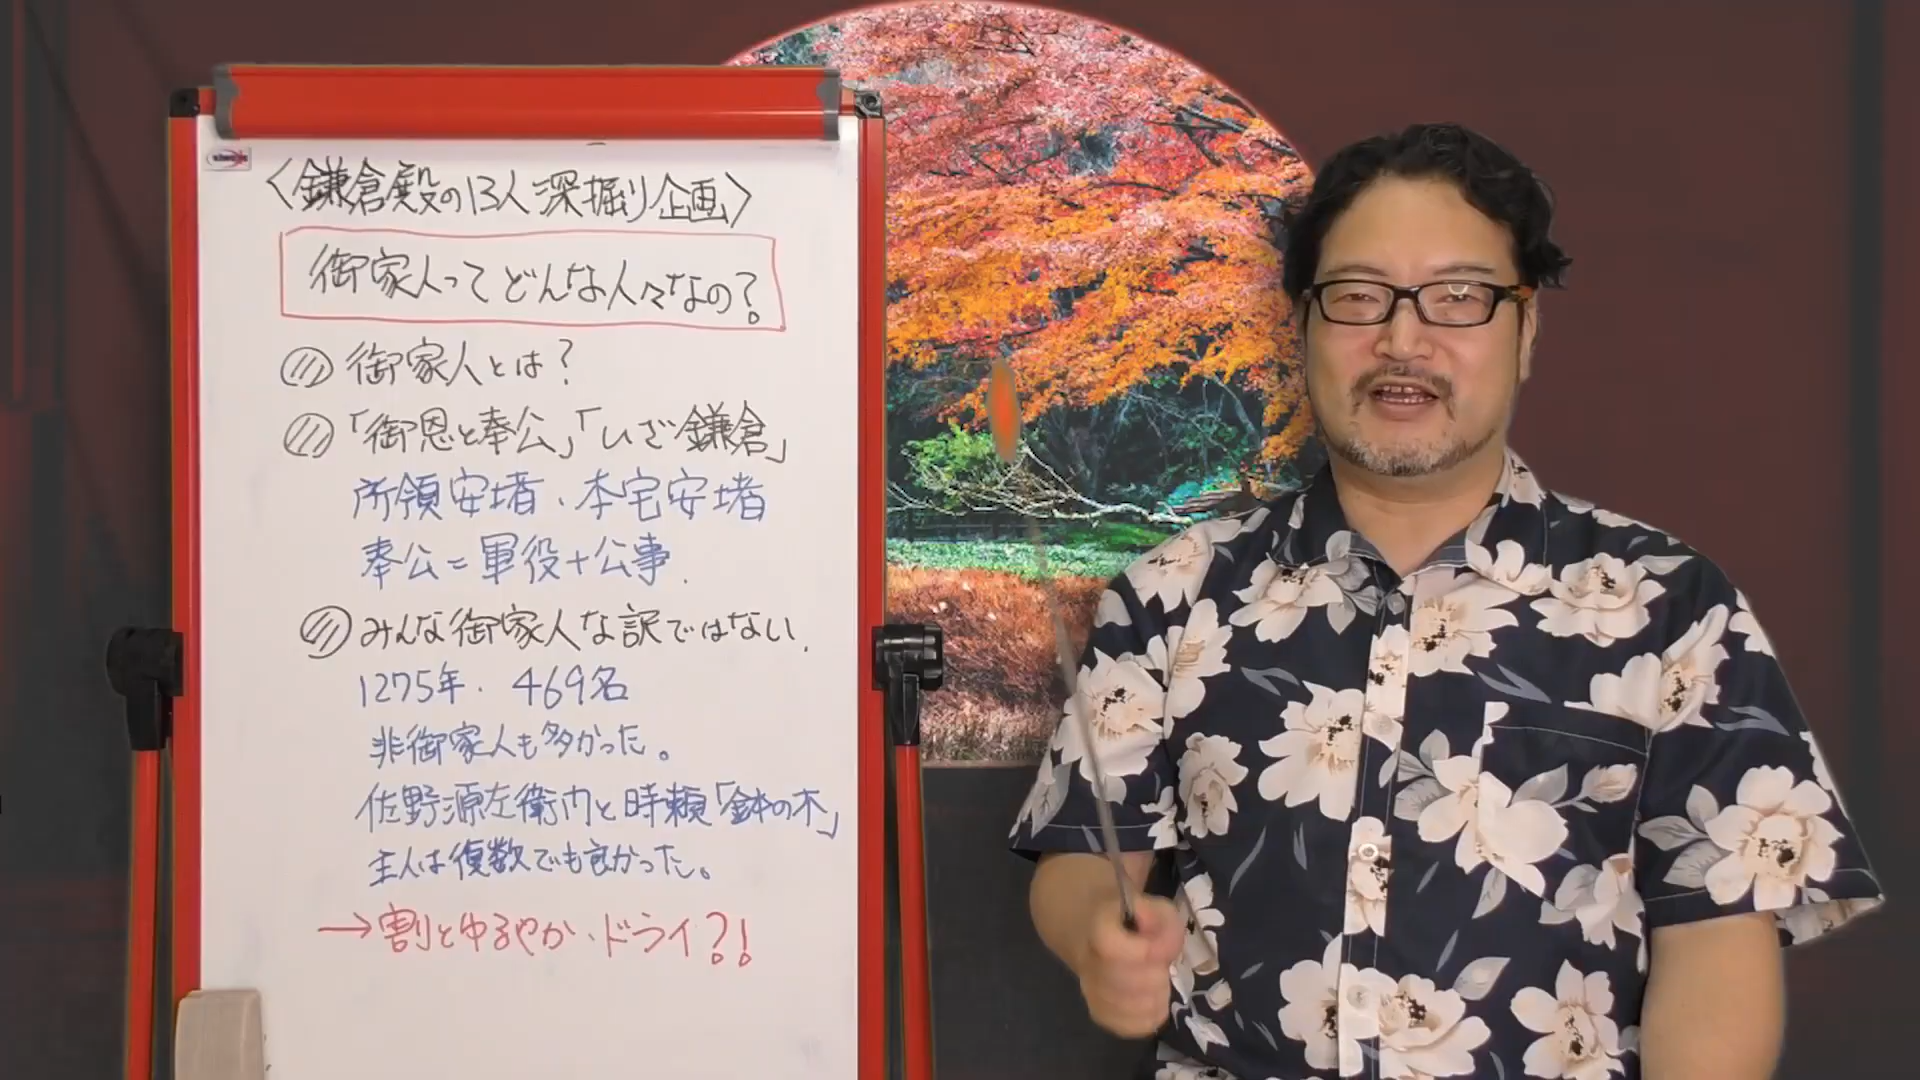 〈鎌倉殿の13人深掘り企画〉
御家人ってどんな人々なの?
御家人とは?
「御恩と奉公」「いざ鎌倉」
所領安堵・本宅安堵
奉公=軍役+公事.
みんな御家人な訳ではない.
1275年. 469名
非御家人も多かった。
佐野源左衛門と時頼「鉢の木」
主人は復数でも良かった。
→割とゆるやか・ドライ?!